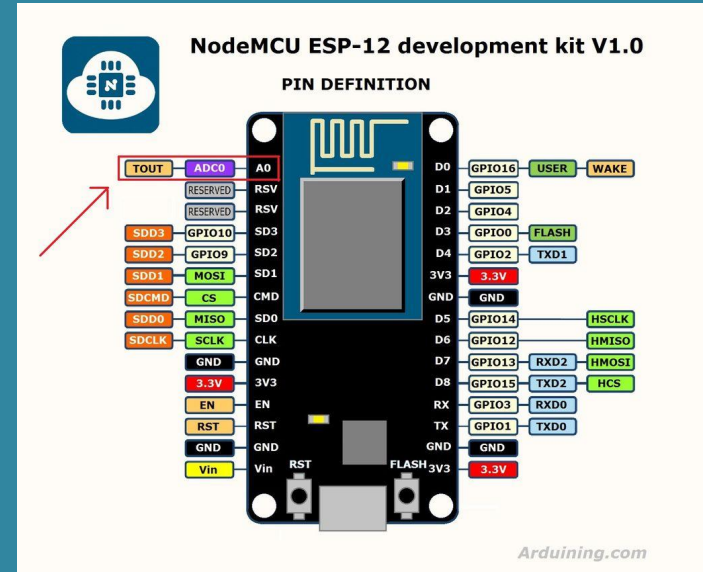 NodeMCU ESP-12 development kit V1.0
PIN DEFINITION
N
TOUT ADC0 A0 D0 GPIO16 USER WAKE
RESERVED RSV D1 GPIO5
RESERVED RSV D2 GPIO4
SDD3 GPIO10 SD3 D3 GPIO0 FLASH
SDD2 GPIO9 SD2 D4 GPIO2 TXD1
SDD1 MOSI SD1 3V3 3.3V
SDCMD CS CMD GND GND
SDD0 MISO SD0 D5 GPIO14 HSCLK
SDCLK SCLK CLK D6 GPIO12 HMISO
GND GND D7 GPIO13 RXD2 HMOSI
3.3V 3V3 D8 GPIO15 TXD2 HCS
EN EN RX GPIO3 RXD0
RST RST TX GPIO1 TXD0
GND GND GND GND
Vin Vin RST FLASH 3V3 3.3V
Arduining.com